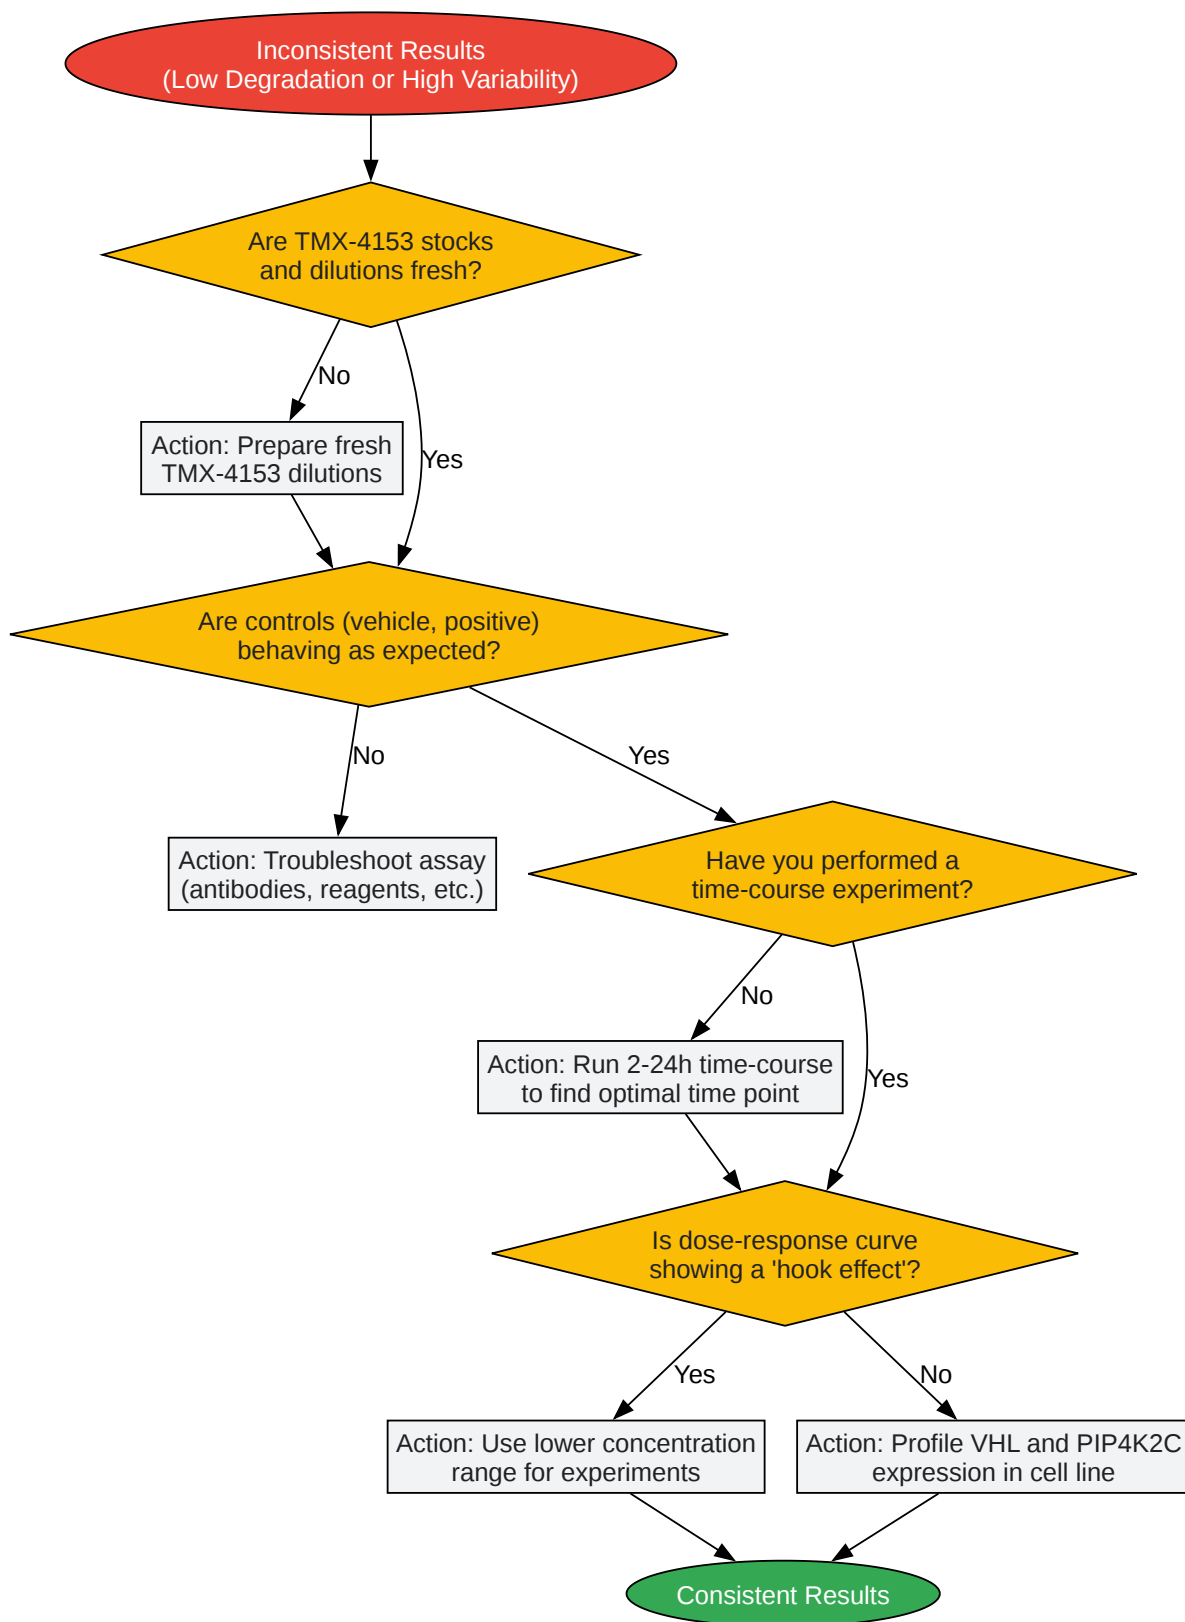 Inconsistent Results
(Low Degradation or High Variability)
Are TMX-4153 stocks
and dilutions fresh?
No
Action: Prepare fresh
TMX-4153 dilutions
Yes
Are controls (vehicle, positive)
behaving as expected?
No
Yes
Action: Troubleshoot assay
(antibodies, reagents, etc.)
Have you performed a
time-course experiment?
No
Action: Run 2-24h time-course
to find optimal time point
Yes
Is dose-response curve
showing a 'hook effect'?
Yes
No
Action: Use lower concentration
range for experiments
Action: Profile VHL and PIP4K2C
expression in cell line
Consistent Results